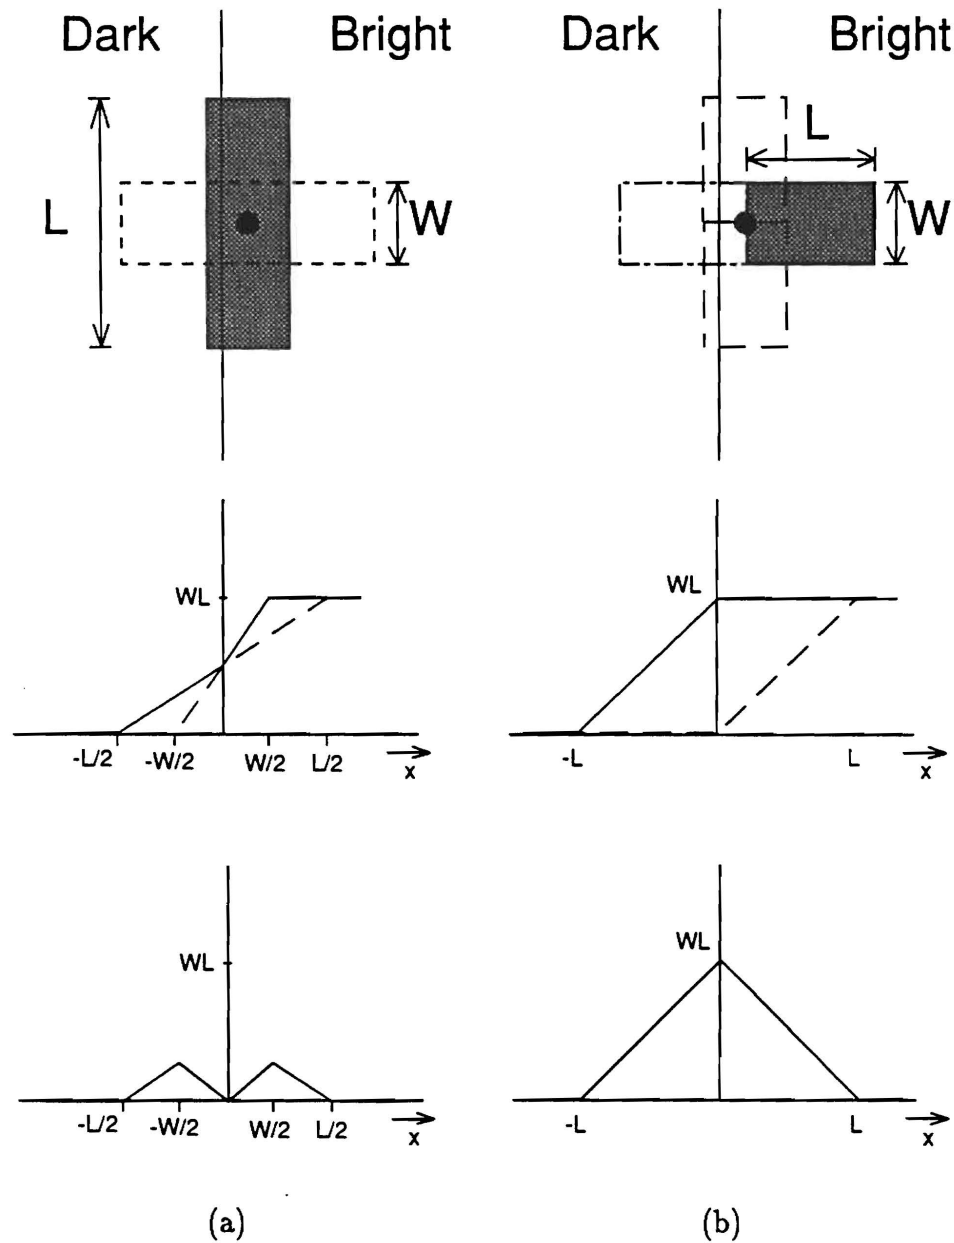 Dark Bright Dark Bright
L W L W
WL
-L/2 -W/2 W/2 L/2 x
WL
-L L x
WL
-L/2 -W/2 W/2 L/2 x
WL
-L L x
(a) (b)